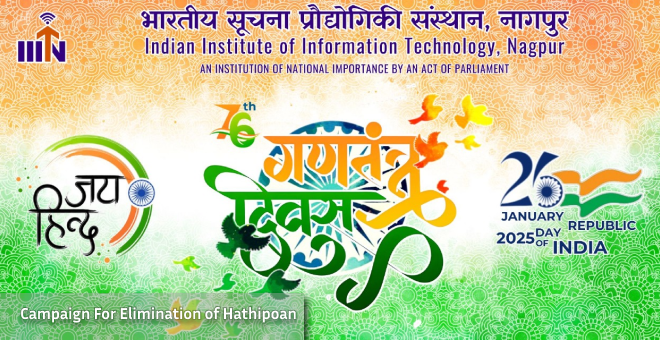 भारतीय सूचना प्रौद्योगिकी संस्थान, नागपुर
IIITN
Indian Institute of Information Technology, Nagpur
AN INSTITUTION OF NATIONAL IMPORTANCE BY AN ACT OF PARLIAMENT
76th
गणतंत्र
दिवस
जय
हिन्द
26
JANUARY
2025
REPUBLIC
DAY OF
INDIA
Campaign For Elimination of Hathipoan